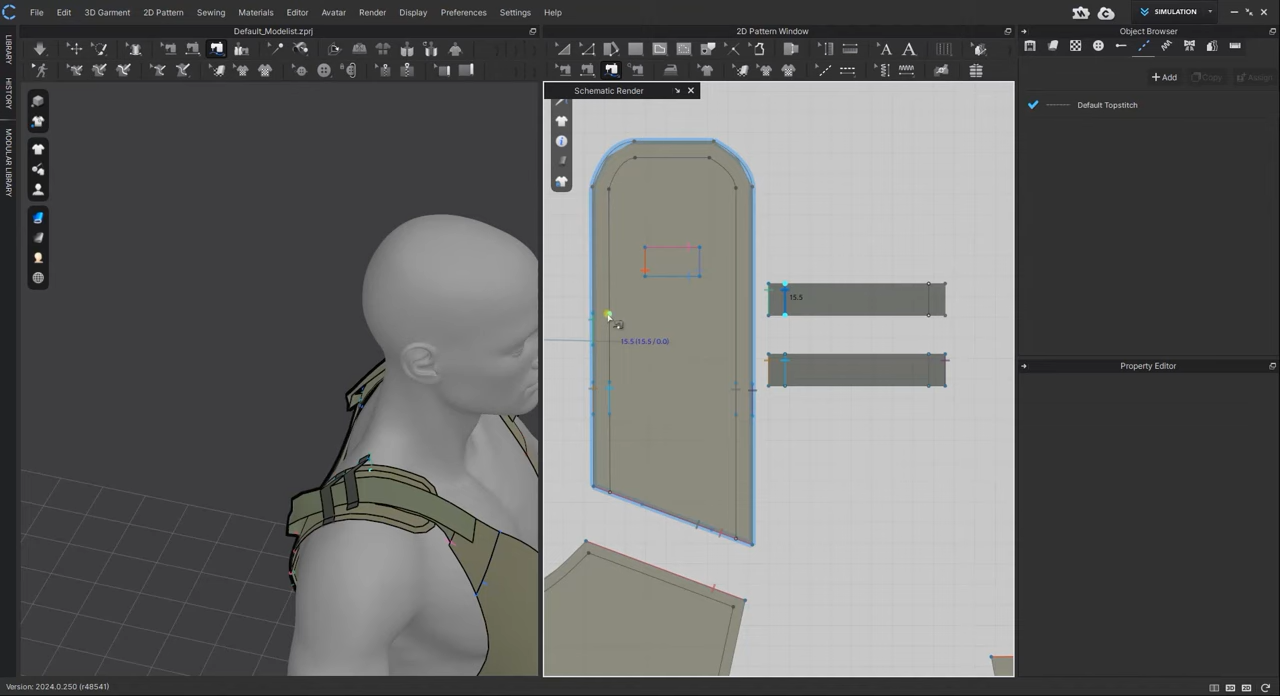 File Edit 3D Garment 2D Pattern Sewing Materials Editor Avatar Render Display Preferences Settings Help
SIMULATION
Default_Modelist.zprj
2D Pattern Window
Object Browser
LIBRARY
HISTORY
MODULAR LIBRARY
Schematic Render
Add
Copy
Assign
Default Topstitch
15.5
15.5 (15.5 / 0.0)
Property Editor
Version: 2024.0.250 (r48541)
3D
2D